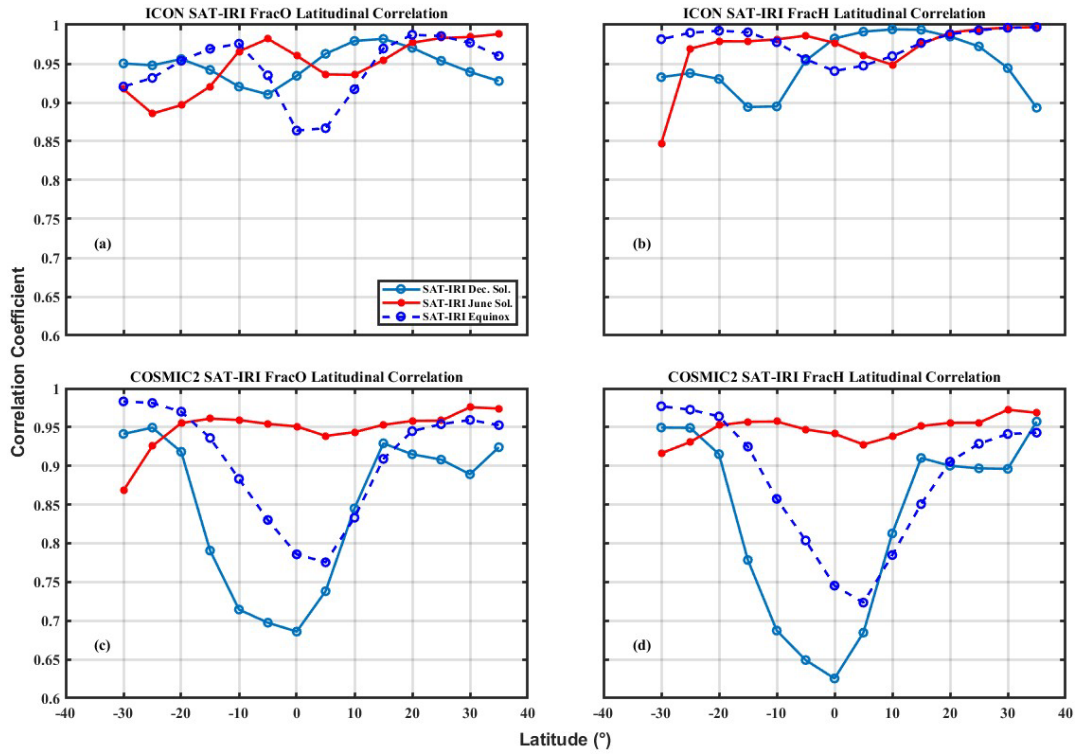 ICON SAT-IRI FracO Latitudinal Correlation
1
0.95
0.9
0.85
0.8
0.75
0.7
0.65
0.6
(a)
SAT-IRI Dec. Sol.
SAT-IRI June Sol.
SAT-IRI Equinox
ICON SAT-IRI FracH Latitudinal Correlation
(b)
Correlation Coefficient
COSMIC2 SAT-IRI FracO Latitudinal Correlation
1
0.95
0.9
0.85
0.8
0.75
0.7
0.65
0.6
(c)
-40 -30 -20 -10 0 10 20 30 40
COSMIC2 SAT-IRI FracH Latitudinal Correlation
(d)
-40 -30 -20 -10 0 10 20 30 40
Latitude (°)